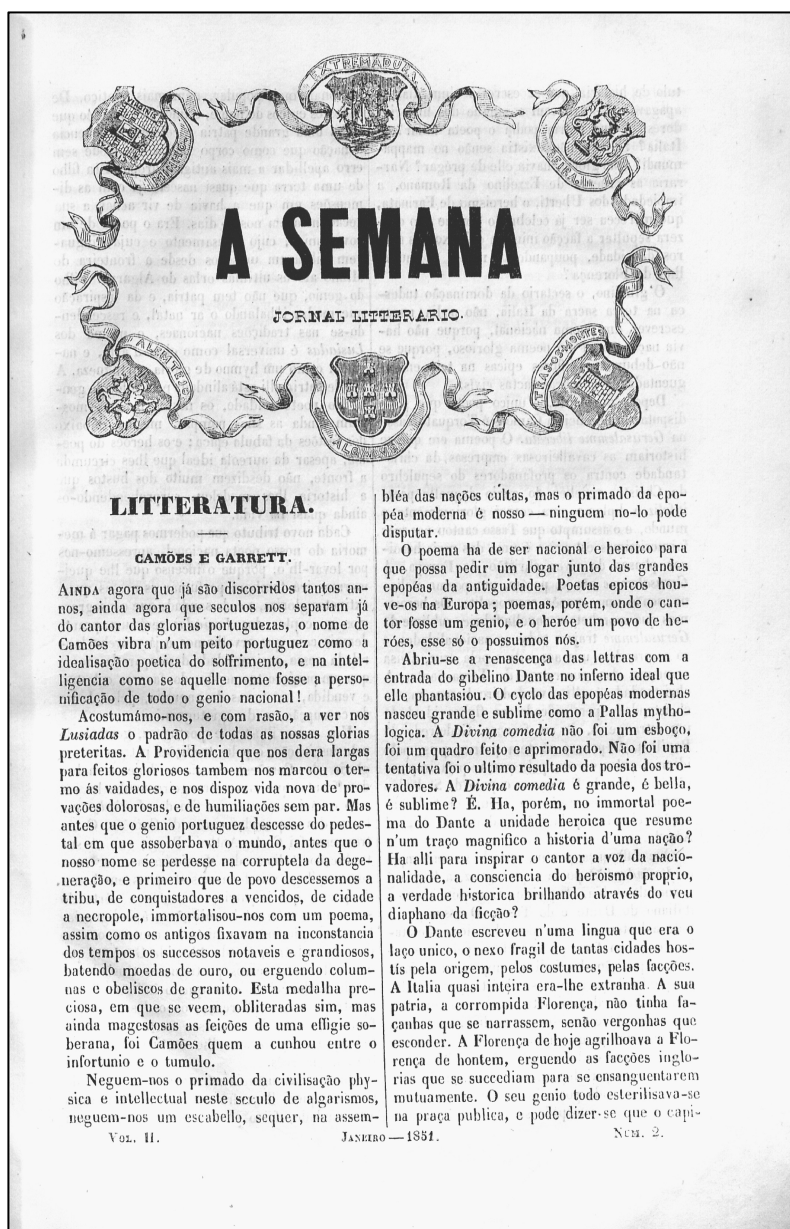 EXTREMADURA
MINHO
BEIRA
A SEMANA
JORNAL LITTERARIO.
ALEMTEJO
TRAS-OS-MONTES
ALGARVE
LITTERATURA.
CAMÕES E GARRETT.
AINDA agora que já são discorridos tantos an-
nos, ainda agora que seculos nos separam já
do cantor das glorias portuguezas, o nome de
Camões vibra n'um peito portuguez como a
idealisação poetica do soffrimento, e na intel-
ligencia como se aquelle nome fosse a perso-
nificação de todo o genio nacional!
Acostumámo-nos, e com rasão, a ver nos
Lusiadas o padrão de todas as nossas glorias
preteritas. A Providencia que nos dera largas
para feitos gloriosos tambem nos marcou o ter-
mo ás vaidades, e nos dispoz vida nova de pro-
vações dolorosas, e de humiliações sem par. Mas
antes que o genio portuguez descesse do pedes-
tal em que assoberbava o mundo, antes que o
nosso nome se perdesse na corruptela da dege-
neração, e primeiro que de povo descessemos a
tribu, de conquistadores a vencidos, de cidade
a necropole, immortalisou-nos com um poema,
assim como os antigos fixavam na inconstancia
dos tempos os successos notaveis e grandiosos,
batendo moedas de ouro, ou erguendo colum-
nas e obeliscos de granito. Esta medalha pre-
ciosa, em que se veem, obliteradas sim, mas
ainda magestosas as feições de uma effigie so-
berana, foi Camões quem a cunhou entre o
infortunio e o tumulo.
Neguem-nos o primado da civilisação phy-
sica e intellectual neste seculo de algarismos,
neguem-nos um escabello, sequer, na assem-
bléa das nações cultas, mas o primado da epo-
péa moderna é nosso — ninguem no-lo pode
disputar.
O poema ha de ser nacional e heroico para
que possa pedir um logar junto das grandes
epopéas da antiguidade. Poetas epicos hou-
ve-os na Europa; poemas, porém, onde o can-
tor fosse um genio, e o heróe um povo de he-
róes, esse só o possuimos nós.
Abriu-se a renascença das lettras com a
entrada do gibelino Dante no inferno ideal que
elle phantasiou. O cyclo das epopéas modernas
nasceu grande e sublime como a Pallas mytho-
logica. A Divina comedia não foi um esboço,
foi um quadro feito e aprimorado. Não foi uma
tentativa foi o ultimo resultado da poesia dos tro-
vadores. A Divina comedia é grande, é bella,
é sublime? É. Ha, porém, no immortal poe-
ma do Dante a unidade heroica que resume
n'um traço magnifico a historia d'uma nação?
Ha alli para inspirar o cantor a voz da nacio-
nalidade, a consciencia do heroismo proprio,
a verdade historica brilhando através do veu
diaphano da ficção?
O Dante escreveu n'uma lingua que era o
laço unico, o nexo fragil de tantas cidades hos-
tís pela origem, pelos costumes, pelas facções.
A Italia quasi inteira era-lhe extranha. A sua
patria, a corrompida Florença, não tinha fa-
çanhas que se narrassem, senão vergonhas que
esconder. A Florença de hoje agrilhoava a Flo-
rença de hontem, erguendo as facções inglo-
rias que se succediam para se ensanguentarem
mutuamente. O seu genio todo esterilisava-se
na praça publica, e pode dizer-se que o capi-
VOL. II.
JANEIRO — 1851.
NUM. 2.